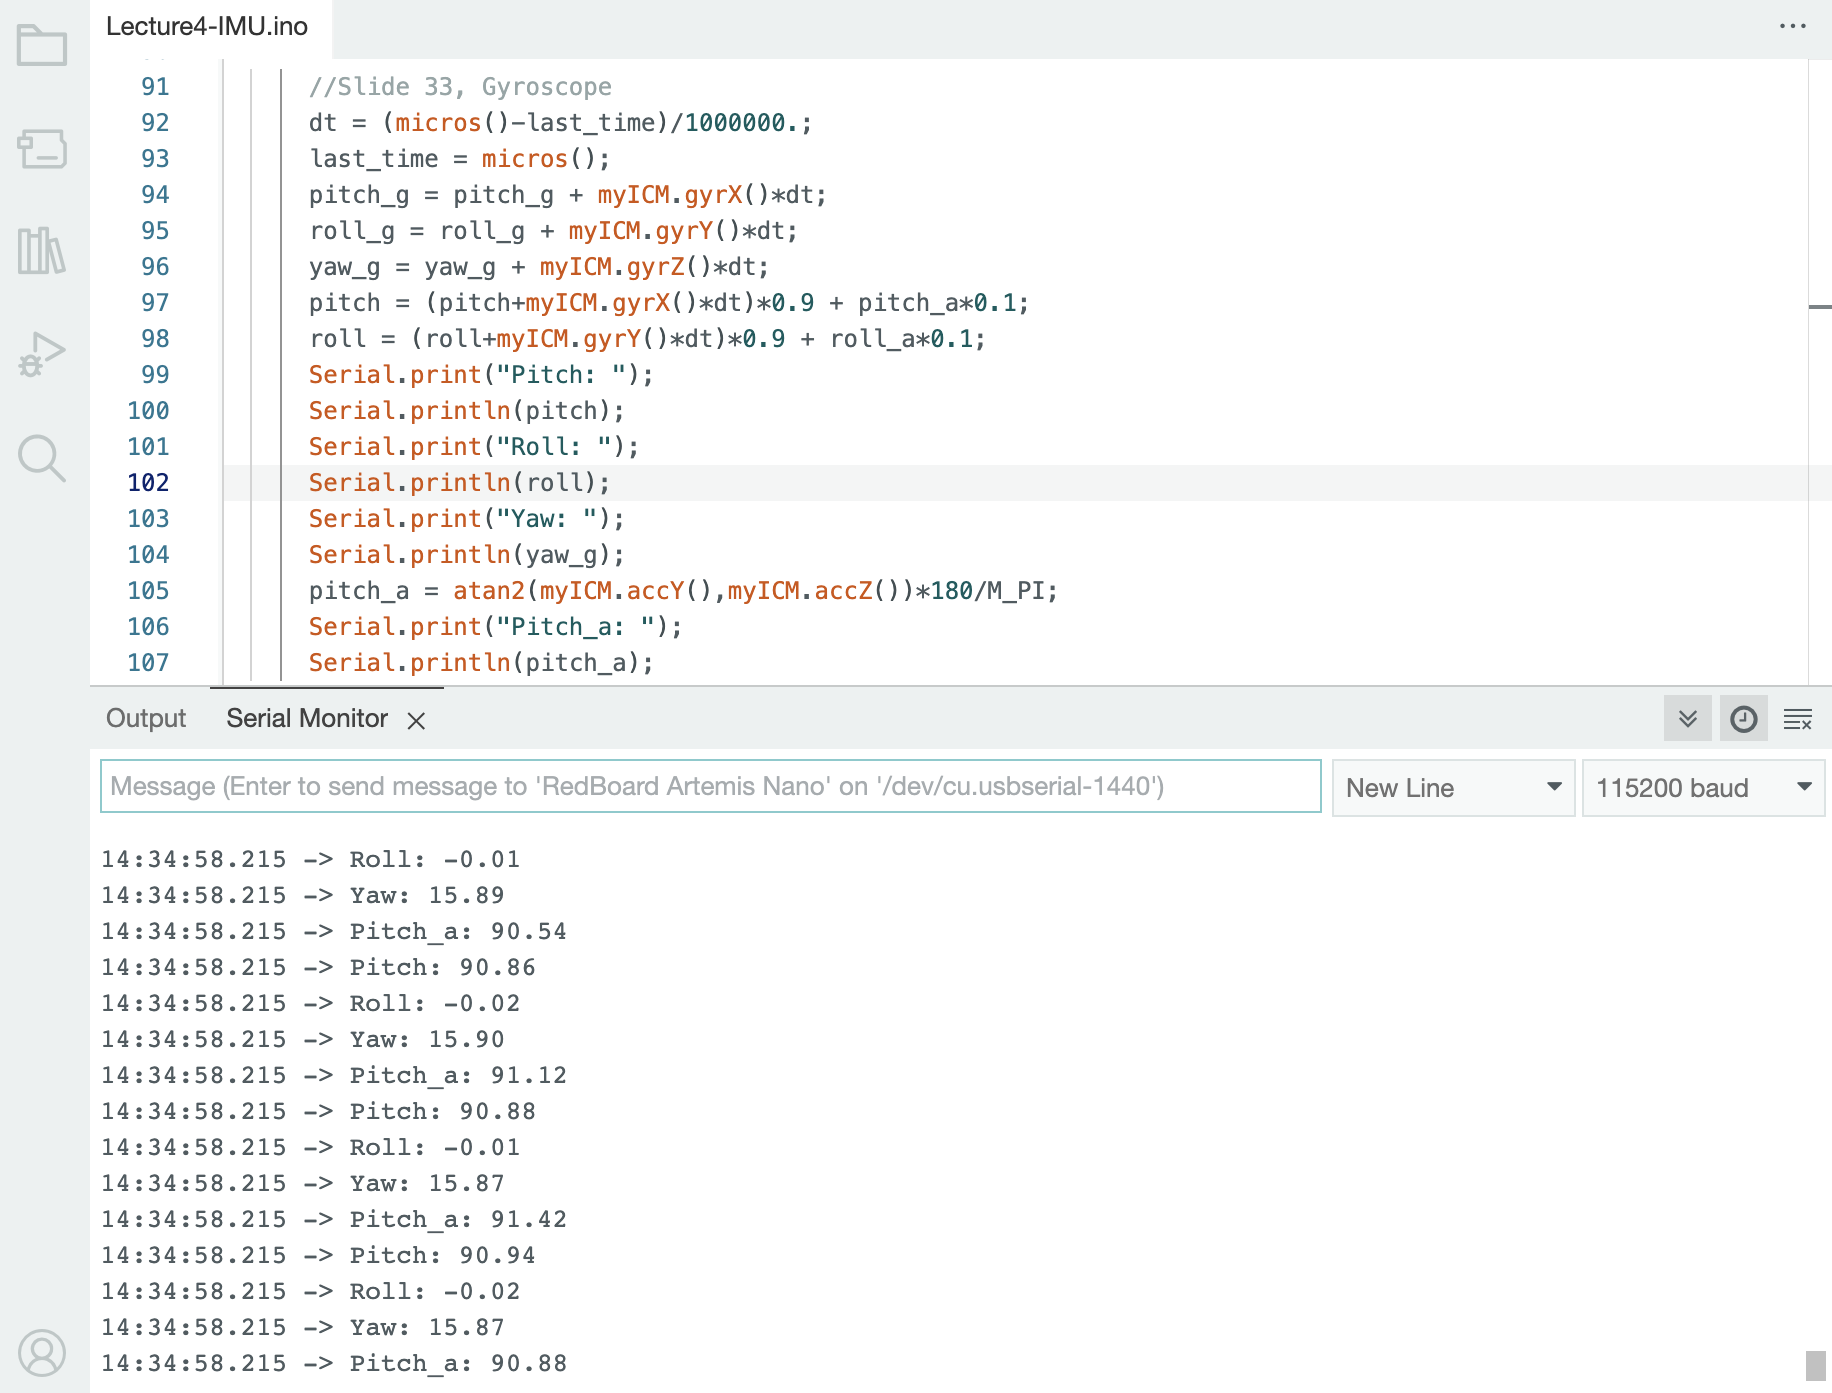 Lecture4-IMU.ino
91 //Slide 33, Gyroscope
92 dt = (micros()-last_time)/1000000.;
93 last_time = micros();
94 pitch_g = pitch_g + myICM.gyrX()*dt;
95 roll_g = roll_g + myICM.gyrY()*dt;
96 yaw_g = yaw_g + myICM.gyrZ()*dt;
97 pitch = (pitch+myICM.gyrX()*dt)*0.9 + pitch_a*0.1;
98 roll = (roll+myICM.gyrY()*dt)*0.9 + roll_a*0.1;
99 Serial.print("Pitch: ");
100 Serial.println(pitch);
101 Serial.print("Roll: ");
102 Serial.println(roll);
103 Serial.print("Yaw: ");
104 Serial.println(yaw_g);
105 pitch_a = atan2(myICM.accY(),myICM.accZ())*180/M_PI;
106 Serial.print("Pitch_a: ");
107 Serial.println(pitch_a);
Output Serial Monitor
Message (Enter to send message to 'RedBoard Artemis Nano' on '/dev/cu.usbserial-1440') New Line 115200 baud
14:34:58.215 -> Roll: -0.01
14:34:58.215 -> Yaw: 15.89
14:34:58.215 -> Pitch_a: 90.54
14:34:58.215 -> Pitch: 90.86
14:34:58.215 -> Roll: -0.02
14:34:58.215 -> Yaw: 15.90
14:34:58.215 -> Pitch_a: 91.12
14:34:58.215 -> Pitch: 90.88
14:34:58.215 -> Roll: -0.01
14:34:58.215 -> Yaw: 15.87
14:34:58.215 -> Pitch_a: 91.42
14:34:58.215 -> Pitch: 90.94
14:34:58.215 -> Roll: -0.02
14:34:58.215 -> Yaw: 15.87
14:34:58.215 -> Pitch_a: 90.88